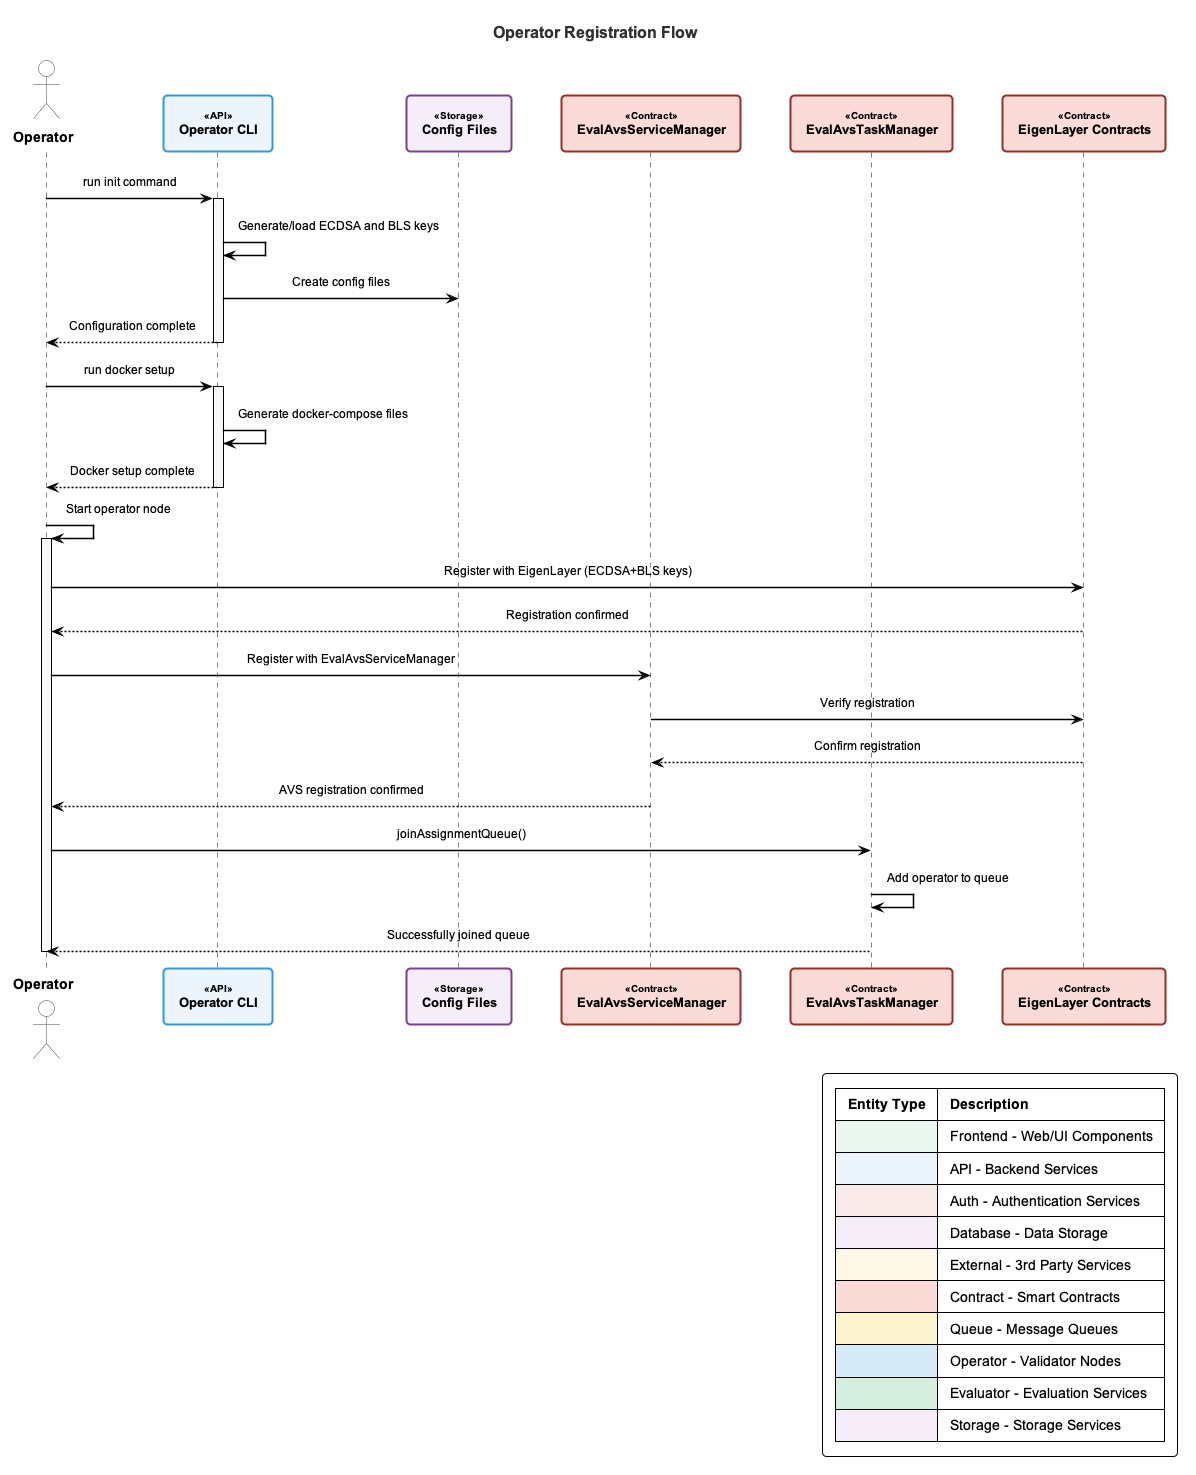 Operator Registration Flow
Operator
«API»
Operator CLI
«Storage»
Config Files
«Contract»
EvalAvsServiceManager
«Contract»
EvalAvsTaskManager
«Contract»
EigenLayer Contracts
run init command
Generate/load ECDSA and BLS keys
Create config files
Configuration complete
run docker setup
Generate docker-compose files
Docker setup complete
Start operator node
Register with EigenLayer (ECDSA+BLS keys)
Registration confirmed
Register with EvalAvsServiceManager
Verify registration
Confirm registration
AVS registration confirmed
joinAssignmentQueue()
Add operator to queue
Successfully joined queue
Operator
«API»
Operator CLI
«Storage»
Config Files
«Contract»
EvalAvsServiceManager
«Contract»
EvalAvsTaskManager
«Contract»
EigenLayer Contracts
Entity Type Description
Frontend - Web/UI Components
API - Backend Services
Auth - Authentication Services
Database - Data Storage
External - 3rd Party Services
Contract - Smart Contracts
Queue - Message Queues
Operator - Validator Nodes
Evaluator - Evaluation Services
Storage - Storage Services